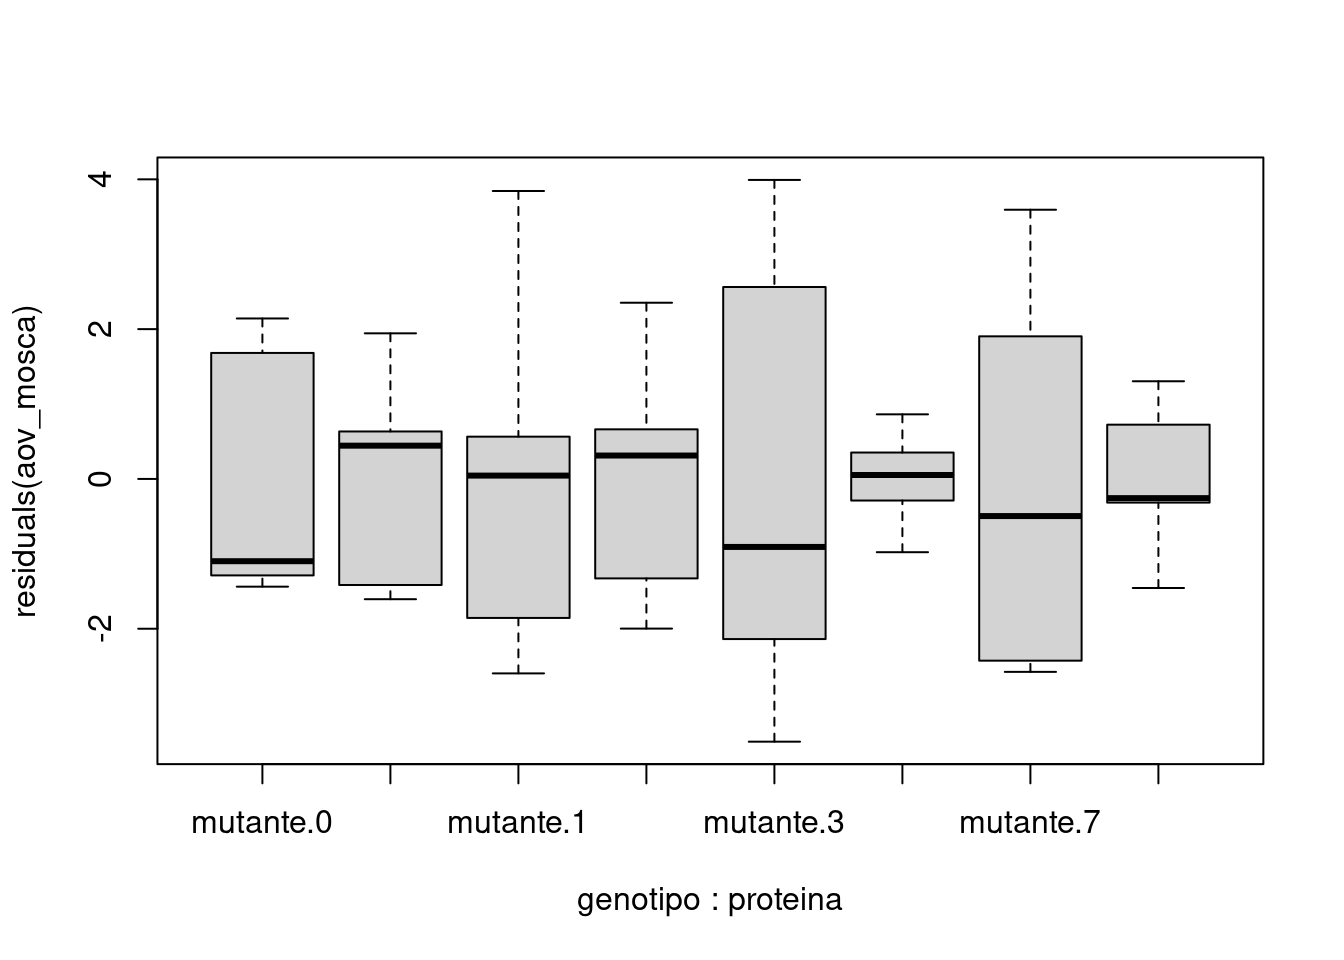 residuals(aov_mosca)
4
2
0
-2
mutante.0 mutante.1 mutante.3 mutante.7
genotipo : proteina